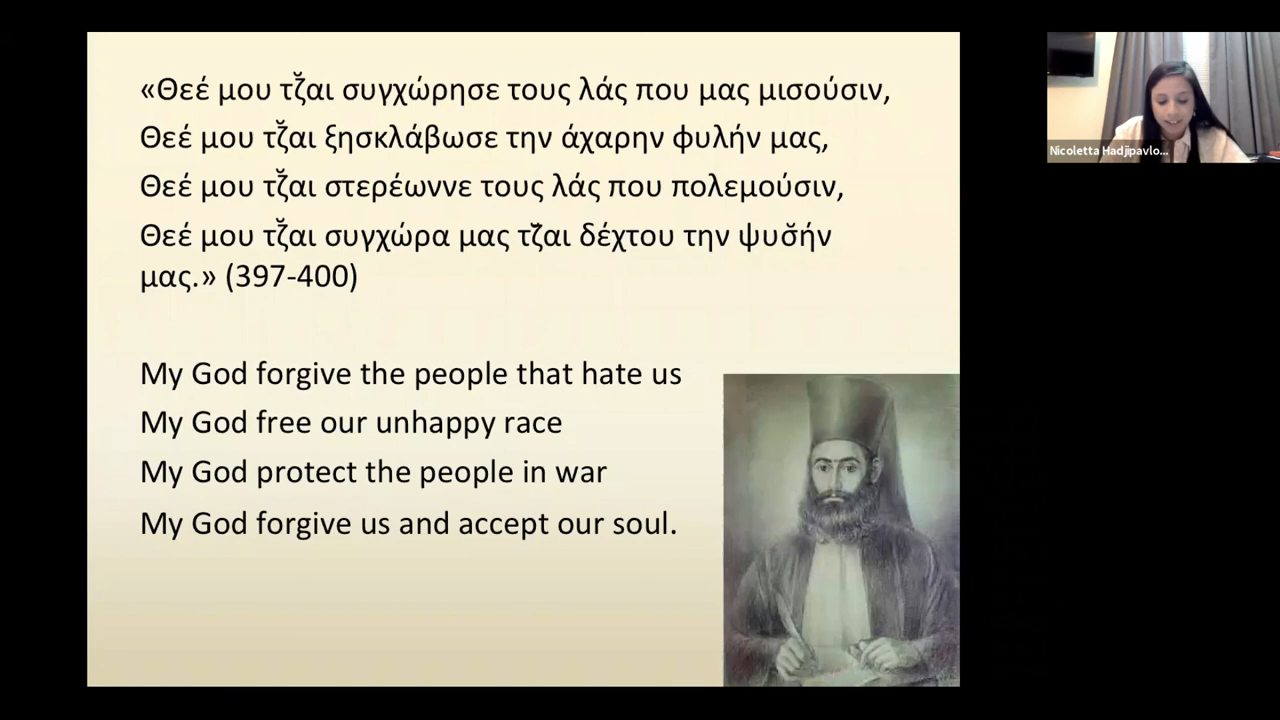 «Θεέ μου τζ̆αι συγχώρησε τους λάς που μας μισούσιν,
Θεέ μου τζ̆αι ξησκλάβωσε την άχαρην φυλήν μας,
Θεέ μου τζ̆αι στερέωννε τους λάς που πολεμούσιν,
Θεέ μου τζ̆αι συγχώρα μας τζ̆αι δέχτου την ψυσ̆ήν
μας.» (397-400)
My God forgive the people that hate us
My God free our unhappy race
My God protect the people in war
My God forgive us and accept our soul.
Nicoletta Hadjipavlo...